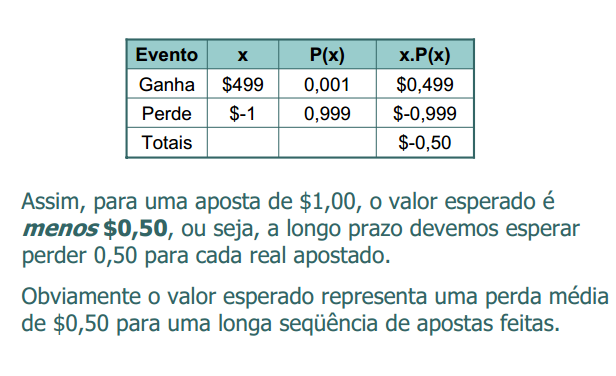 Evento x P(x) x.P(x)
Ganha $499 0,001 $0,499
Perde $-1 0,999 $-0,999
Totais $-0,50
Assim, para uma aposta de $1,00, o valor esperado é
menos $0,50, ou seja, a longo prazo devemos esperar
perder 0,50 para cada real apostado.
Obviamente o valor esperado representa uma perda média
de $0,50 para uma longa seqüência de apostas feitas.